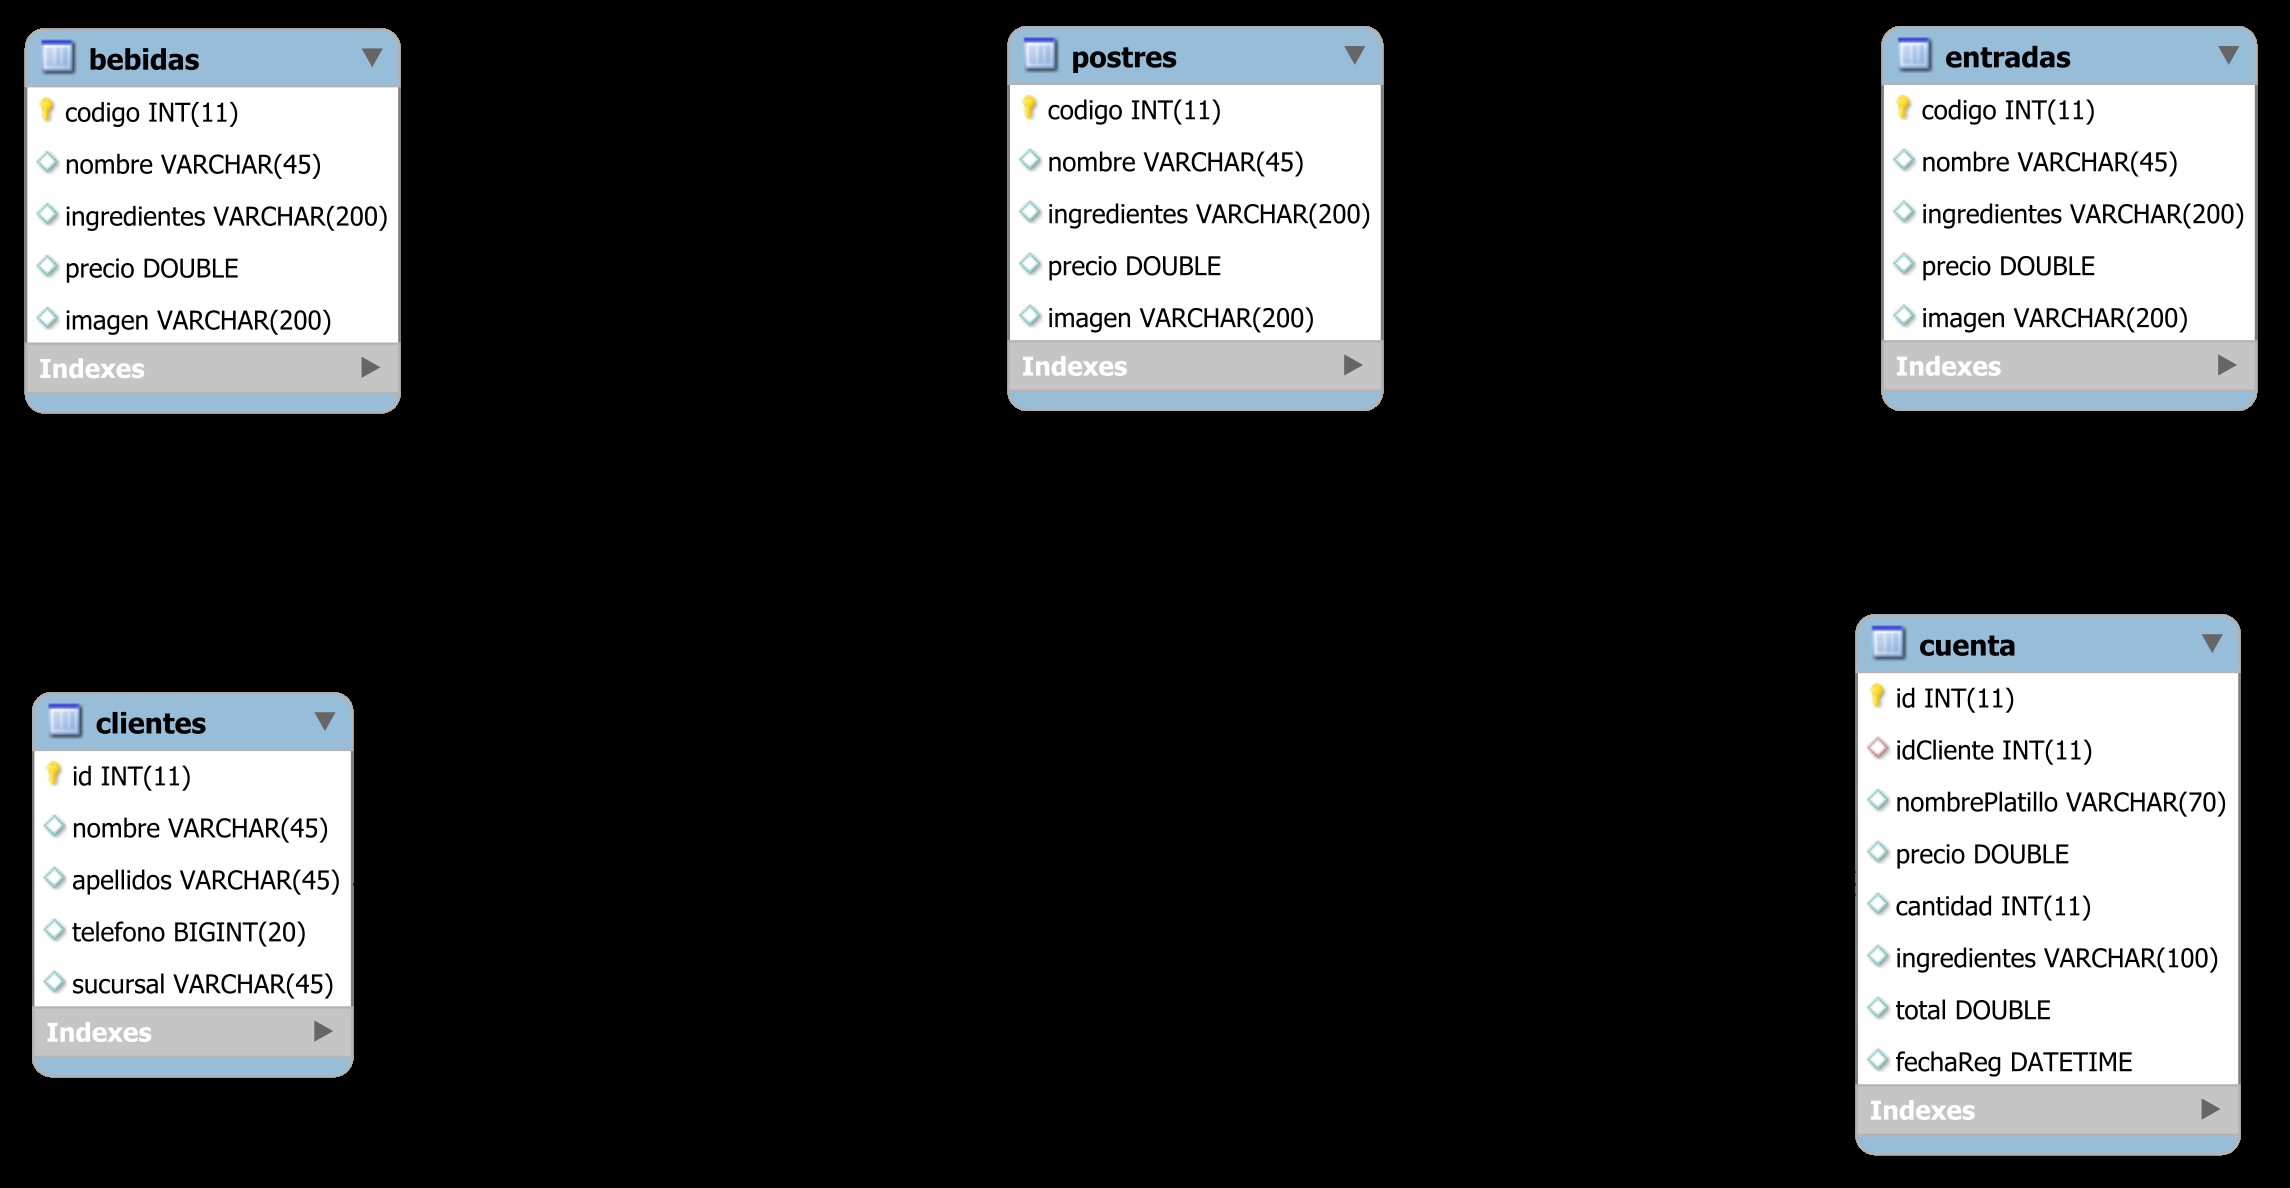 bebidas
codigo INT(11)
nombre VARCHAR(45)
ingredientes VARCHAR(200)
precio DOUBLE
imagen VARCHAR(200)
Indexes
postres
codigo INT(11)
nombre VARCHAR(45)
ingredientes VARCHAR(200)
precio DOUBLE
imagen VARCHAR(200)
Indexes
entradas
codigo INT(11)
nombre VARCHAR(45)
ingredientes VARCHAR(200)
precio DOUBLE
imagen VARCHAR(200)
Indexes
clientes
id INT(11)
nombre VARCHAR(45)
apellidos VARCHAR(45)
telefono BIGINT(20)
sucursal VARCHAR(45)
Indexes
cuenta
id INT(11)
idCliente INT(11)
nombrePlatillo VARCHAR(70)
precio DOUBLE
cantidad INT(11)
ingredientes VARCHAR(100)
total DOUBLE
fechaReg DATETIME
Indexes